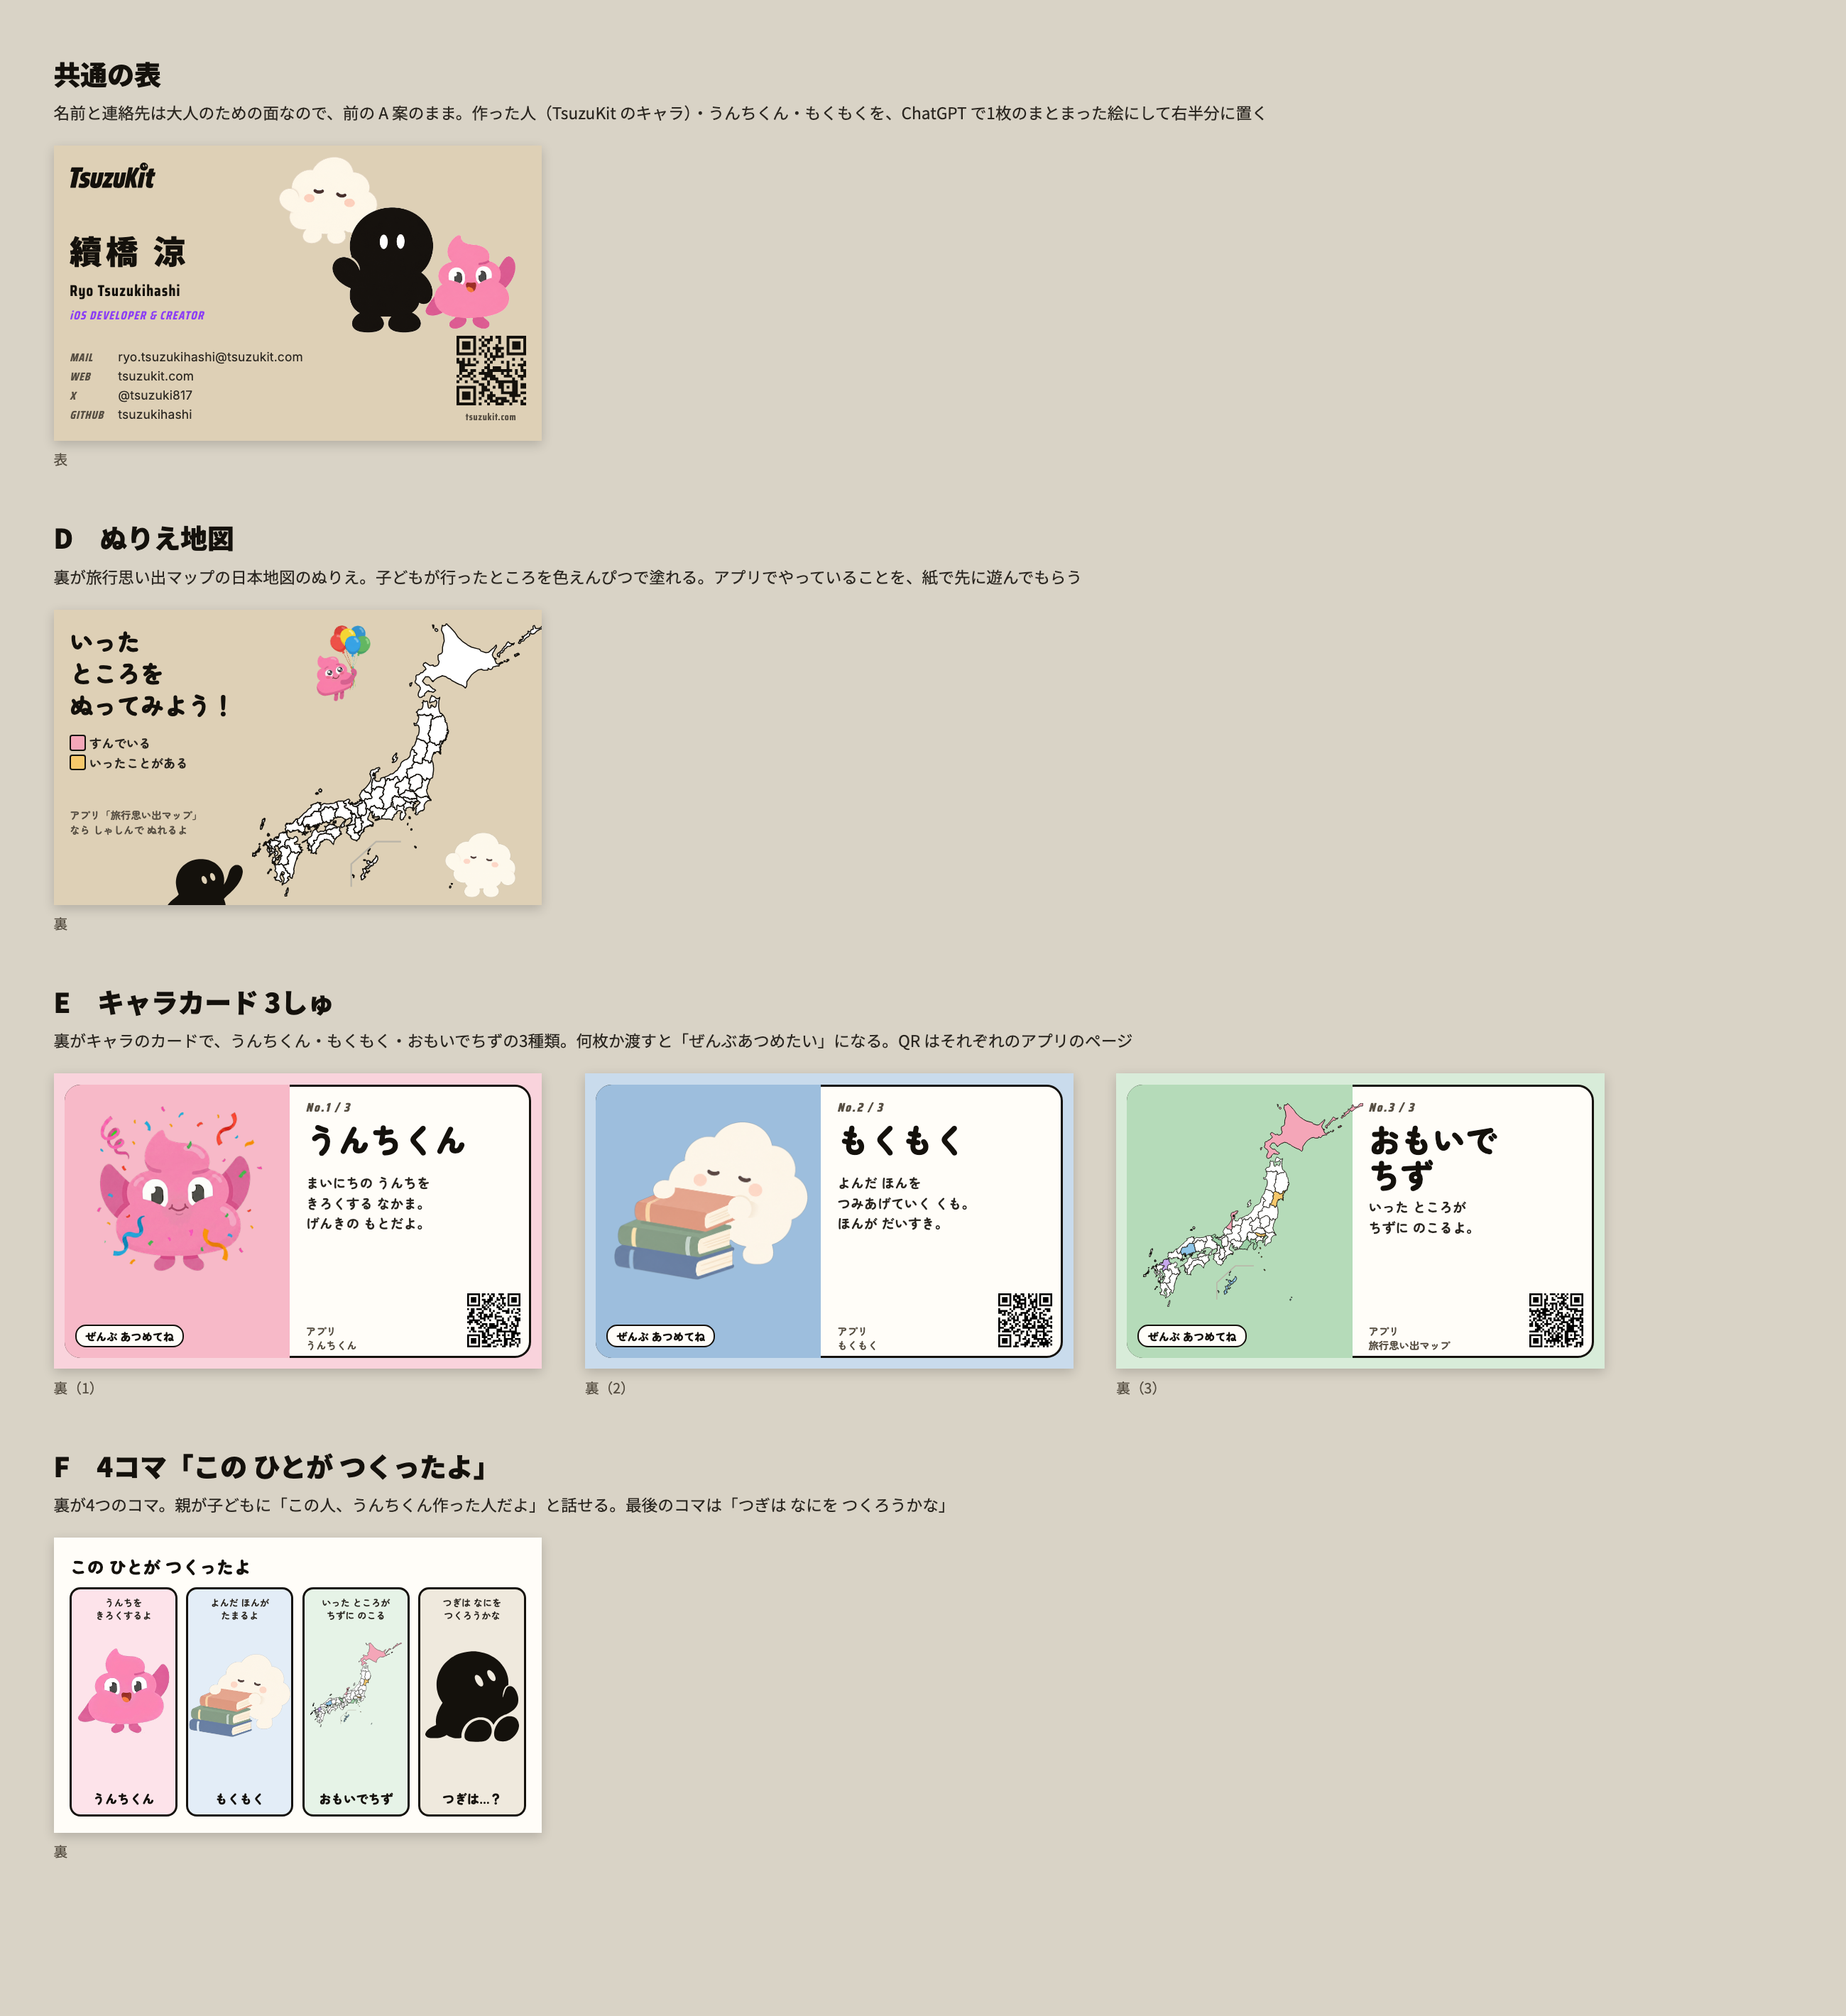 共通の表
名前と連絡先は大人のための面なので、前の A 案のまま。作った人（TsuzuKit のキャラ）・うんちくん・もくもくを、ChatGPT で1枚のまとまった絵にして右半分に置く
TsuzuKit
續橋 涼
Ryo Tsuzukihashi
iOS DEVELOPER & CREATOR
MAIL ryo.tsuzukihashi@tsuzukit.com
WEB tsuzukit.com
X @tsuzuki817
GITHUB tsuzukihashi
tsuzukit.com
表
D ぬりえ地図
裏が旅行思い出マップの日本地図のぬりえ。子どもが行ったところを色えんぴつで塗れる。アプリでやっていることを、紙で先に遊んでもらう
いった
ところを
ぬってみよう！
すんでいる
いったことがある
アプリ「旅行思い出マップ」
なら しゃしんで ぬれるよ
裏
E キャラカード 3しゅ
裏がキャラのカードで、うんちくん・もくもく・おもいでちずの3種類。何枚か渡すと「ぜんぶあつめたい」になる。QR はそれぞれのアプリのページ
No.1 / 3
うんちくん
まいにちの うんちを
きろくする なかま。
げんきの もとだよ。
ぜんぶ あつめてね
アプリ
うんちくん
裏（1）
No.2 / 3
もくもく
よんだ ほんを
つみあげていく くも。
ほんが だいすき。
ぜんぶ あつめてね
アプリ
もくもく
裏（2）
No.3 / 3
おもいで
ちず
いった ところが
ちずに のこるよ。
ぜんぶ あつめてね
アプリ
旅行思い出マップ
裏（3）
F 4コマ「この ひとが つくったよ」
裏が4つのコマ。親が子どもに「この人、うんちくん作った人だよ」と話せる。最後のコマは「つぎは なにを つくろうかな」
この ひとが つくったよ
うんちを
きろくするよ
うんちくん
よんだ ほんが
たまるよ
もくもく
いった ところが
ちずに のこる
おもいでちず
つぎは なにを
つくろうかな
つぎは…？
裏